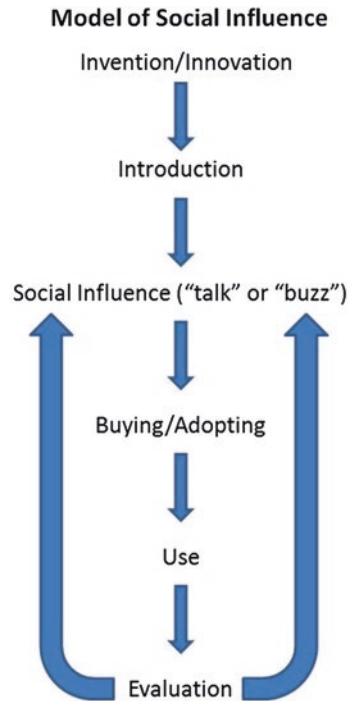 Model of Social Influence
Invention/Innovation
Introduction
Social Influence (“talk” or “buzz”)
Buying/Adopting
Use
Evaluation